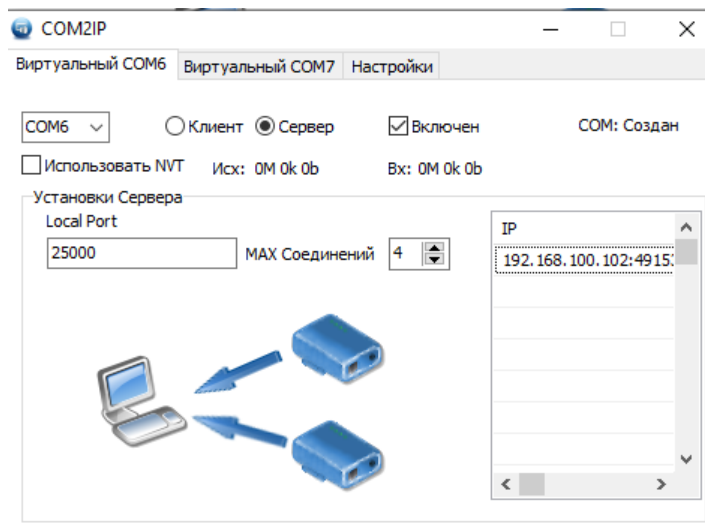 COM2IP
Виртуальный COM6 Виртуальный COM7 Настройки
COM6 Клиент Сервер Включен COM: Создан
Использовать NVT Исх: 0M 0k 0b Вх: 0M 0k 0b
Установки Сервера
Local Port
25000 MAX Соединений 4
IP
192.168.100.102:4915